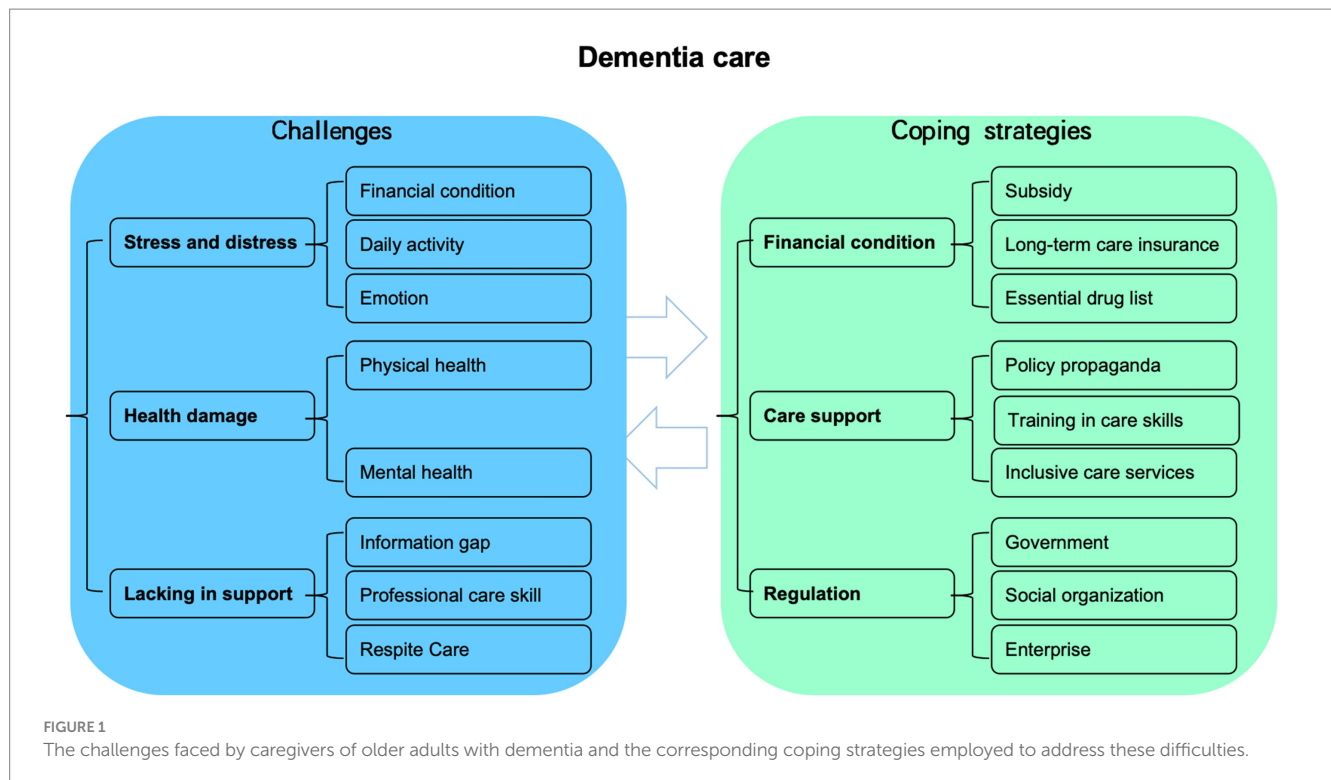 Dementia care
Challenges
Stress and distress
Financial condition
Daily activity
Emotion
Health damage
Physical health
Mental health
Lacking in support
Information gap
Professional care skill
Respite Care
Coping strategies
Financial condition
Subsidy
Long-term care insurance
Essential drug list
Care support
Policy propaganda
Training in care skills
Inclusive care services
Regulation
Government
Social organization
Enterprise
FIGURE 1
The challenges faced by caregivers of older adults with dementia and the corresponding coping strategies employed to address these difficulties.